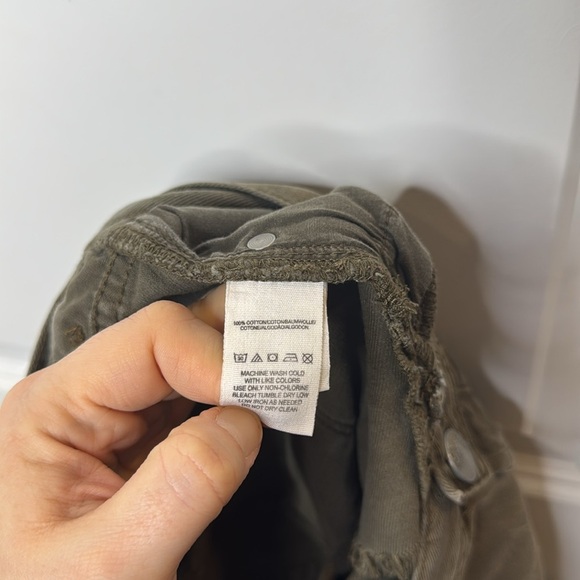 100% COTTON/COTON/BAUMWOLLE/
COTONE/ALGODÃO/ALGODON
MACHINE WASH COLD
WITH LIKE COLORS
USE ONLY NON-CHLORINE
BLEACH TUMBLE DRY LOW
LOW IRON AS NEEDED
DO NOT DRY CLEAN